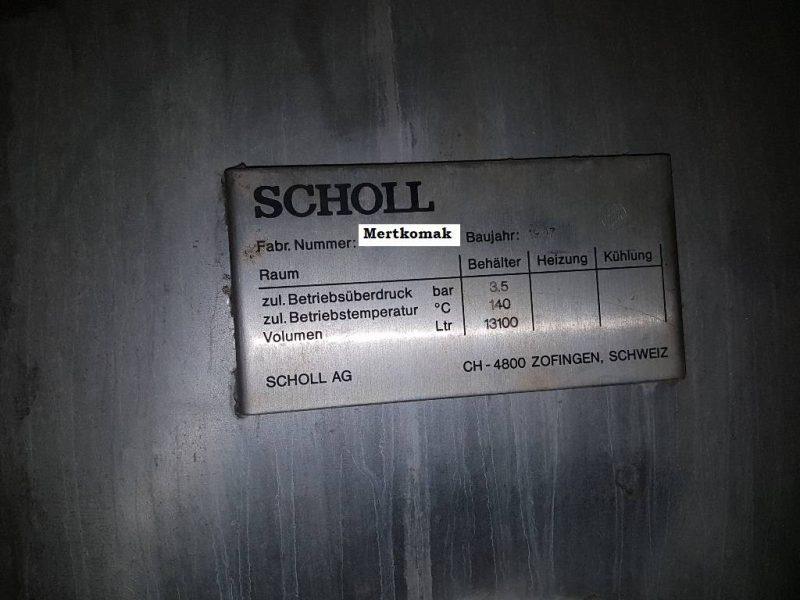 SCHOLL
Fabr. Nummer: Mertkomak Baujahr:
Raum Behälter Heizung Kühlung
zul. Betriebsüberdruck bar 3.5
zul. Betriebstemperatur °C 140
Volumen Ltr 13100
SCHOLL AG CH-4800 ZOFINGEN, SCHWEIZ